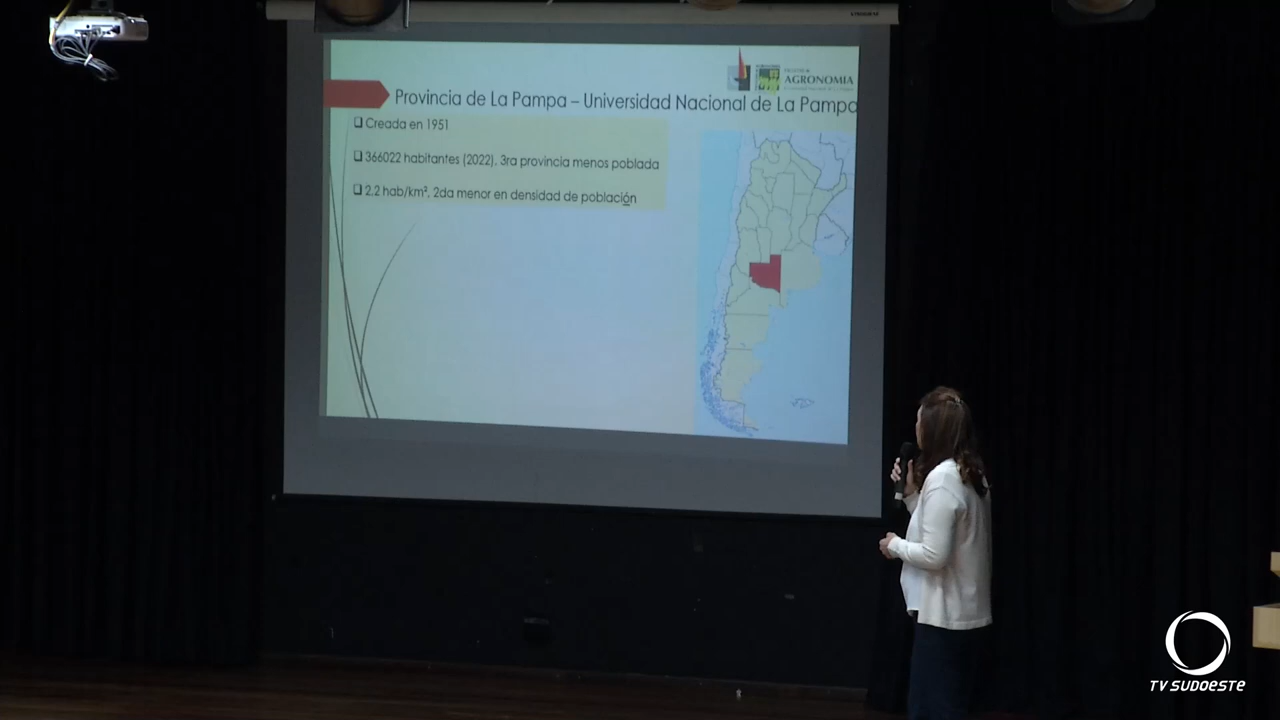 AGRONOMIA
Provincia de La Pampa – Universidad Nacional de La Pampa
❑ Creada en 1951
❑ 366022 habitantes (2022). 3ra provincia menos poblada
❑ 2.2 hab/km², 2da menor en densidad de población
TV SUDOESTE